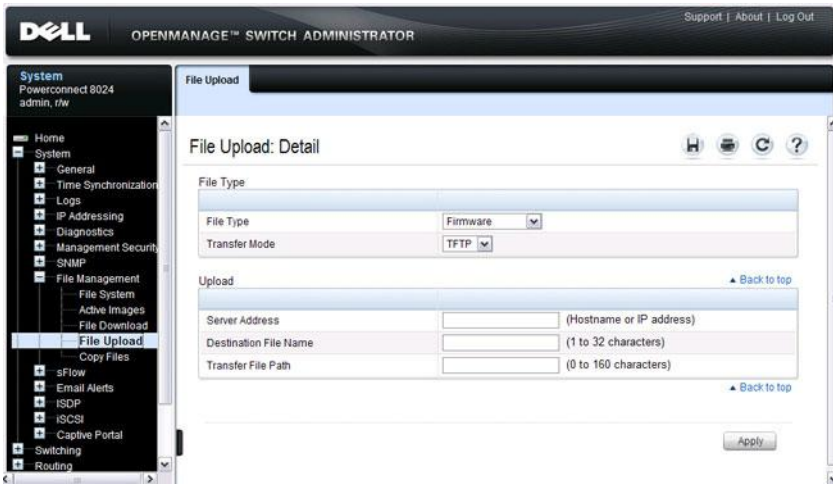 Support | About | Log Out
DELL OPENMANAGE™ SWITCH ADMINISTRATOR
System
Powerconnect 8024
admin, r/w
File Upload
Home
System
General
Time Synchronization
Logs
IP Addressing
Diagnostics
Management Security
SNMP
File Management
File System
Active Images
File Download
File Upload
Copy Files
sFlow
Email Alerts
ISDP
iSCSI
Captive Portal
Switching
Routing
File Upload: Detail
File Type
File Type Firmware
Transfer Mode TFTP
Upload
Back to top
Server Address (Hostname or IP address)
Destination File Name (1 to 32 characters)
Transfer File Path (0 to 160 characters)
Back to top
Apply